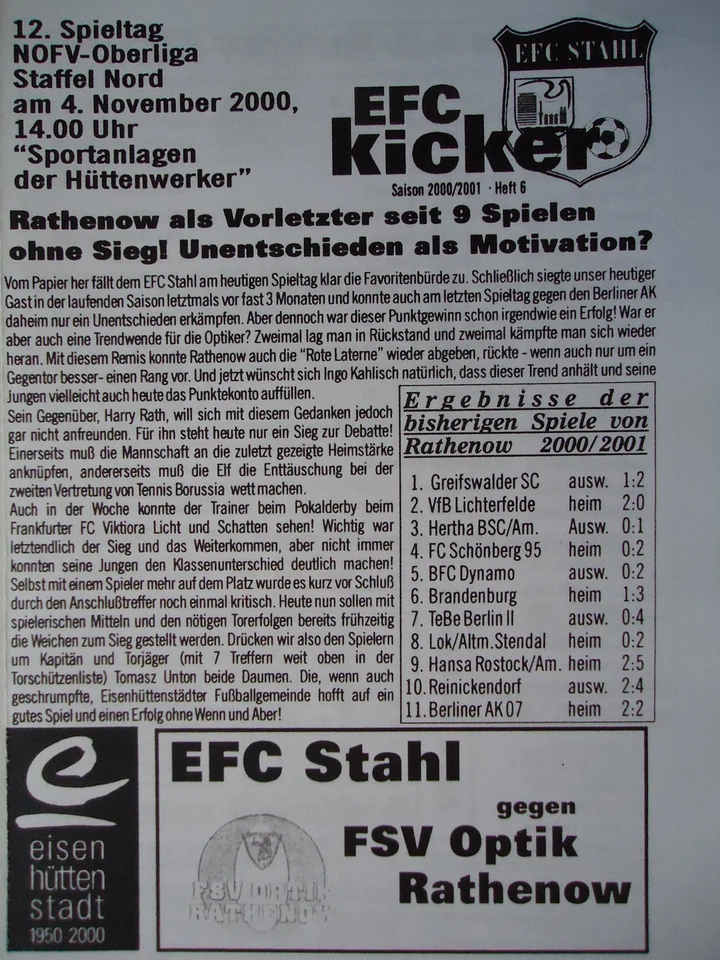 12. Spieltag
NOFV-Oberliga
Staffel Nord
am 4. November 2000,
14.00 Uhr
"Sportanlagen
der Hüttenwerker"
EFC STAHL
EFC
kicker
Saison 2000/2001 · Heft 6
Rathenow als Vorletzter seit 9 Spielen
ohne Sieg! Unentschieden als Motivation?
Vom Papier her fällt dem EFC Stahl am heutigen Spieltag klar die Favoritenbürde zu. Schließlich siegte unser heutiger
Gast in der laufenden Saison letztmals vor fast 3 Monaten und konnte auch am letzten Spieltag gegen den Berliner AK
daheim nur ein Unentschieden erkämpfen. Aber dennoch war dieser Punktgewinn schon irgendwie ein Erfolg! War er
aber auch eine Trendwende für die Optiker? Zweimal lag man in Rückstand und zweimal kämpfte man sich wieder
heran. Mit diesem Remis konnte Rathenow auch die "Rote Laterne" wieder abgeben, rückte - wenn auch nur um ein
Gegentor besser- einen Rang vor. Und jetzt wünscht sich Ingo Kahlisch natürlich, dass dieser Trend anhält und seine
Jungen vielleicht auch heute das Punktekonto auffüllen.
Sein Gegenüber, Harry Rath, will sich mit diesem Gedanken jedoch
gar nicht anfreunden. Für ihn steht heute nur ein Sieg zur Debatte!
Einerseits muß die Mannschaft an die zuletzt gezeigte Heimstärke
anknüpfen, andererseits muß die Elf die Enttäuschung bei der
zweiten Vertretung von Tennis Borussia wett machen.
Auch in der Woche konnte der Trainer beim Pokalderby beim
Frankfurter FC Viktiora Licht und Schatten sehen! Wichtig war
letztendlich der Sieg und das Weiterkommen, aber nicht immer
konnten seine Jungen den Klassenunterschied deutlich machen!
Selbst mit einem Spieler mehr auf dem Platz wurde es kurz vor Schluß
durch den Anschlußtreffer noch einmal kritisch. Heute nun sollen mit
spielerischen Mitteln und den nötigen Torerfolgen bereits frühzeitig
die Weichen zum Sieg gestellt werden. Drücken wir also den Spielern
um Kapitän und Torjäger (mit 7 Treffern weit oben in der
Torschützenliste) Tomasz Unton beide Daumen. Die, wenn auch
geschrumpfte, Eisenhüttenstädter Fußballgemeinde hofft auf ein
gutes Spiel und einen Erfolg ohne Wenn und Aber!
Ergebnisse der
bisherigen Spiele von
Rathenow 2000/2001
1. Greifswalder SC ausw. 1:2
2. VfB Lichterfelde heim 2:0
3. Hertha BSC/Am. Ausw. 0:1
4. FC Schönberg 95 heim 0:2
5. BFC Dynamo ausw. 0:2
6. Brandenburg heim 1:3
7. TeBe Berlin II ausw. 0:4
8. Lok/Altm.Stendal heim 0:2
9. Hansa Rostock/Am. heim 2:5
10. Reinickendorf ausw. 2:4
11. Berliner AK 07 heim 2:2
e
eisen
hütten
stadt
1950 2000
EFC Stahl
gegen
FSV Optik
Rathenow
FSV OPTIK
RATHENOW